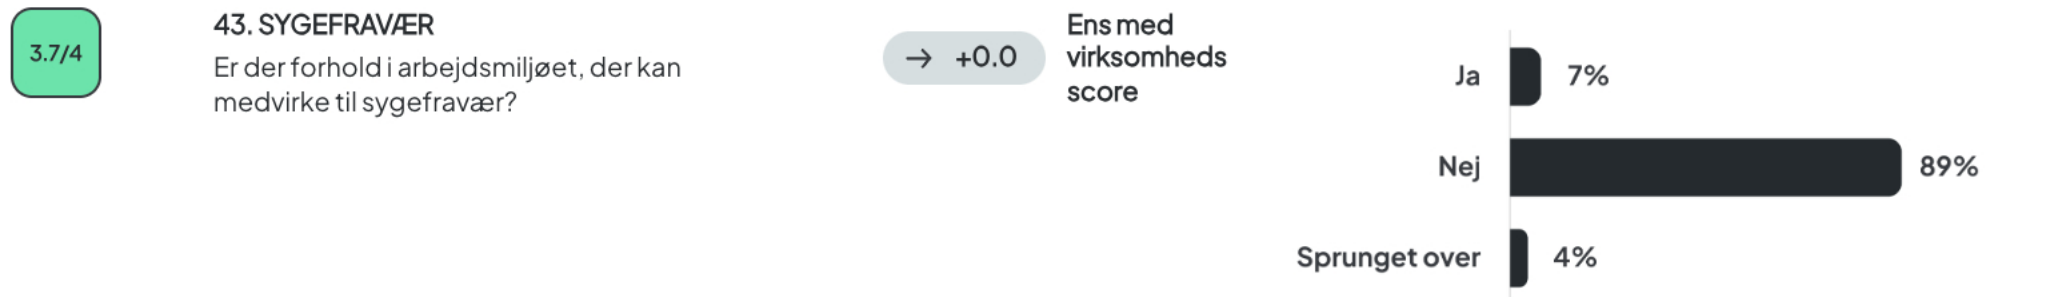 3.7/4
43. SYGEFRAVÆR
Er der forhold i arbejdsmiljøet, der kan
medvirke til sygefravær?
→ +0.0
Ens med
virksomheds
score
Ja 7%
Nej 89%
Sprunget over 4%